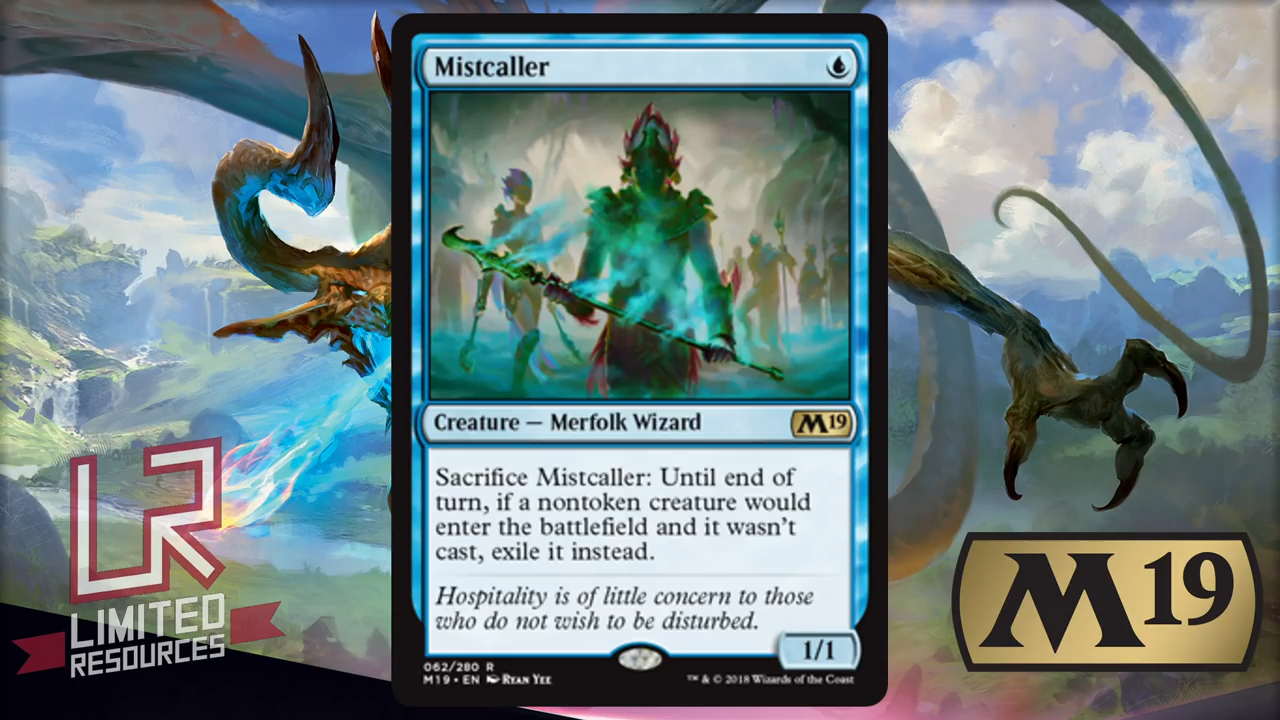 Mistcaller
Creature — Merfolk Wizard
M19
Sacrifice Mistcaller: Until end of
turn, if a nontoken creature would
enter the battlefield and it wasn't
cast, exile it instead.
Hospitality is of little concern to those
who do not wish to be disturbed.
1/1
062/280 R
M19 • EN Ryan Yee
™ & © 2018 Wizards of the Coast
LR
LIMITED
RESOURCES
M19